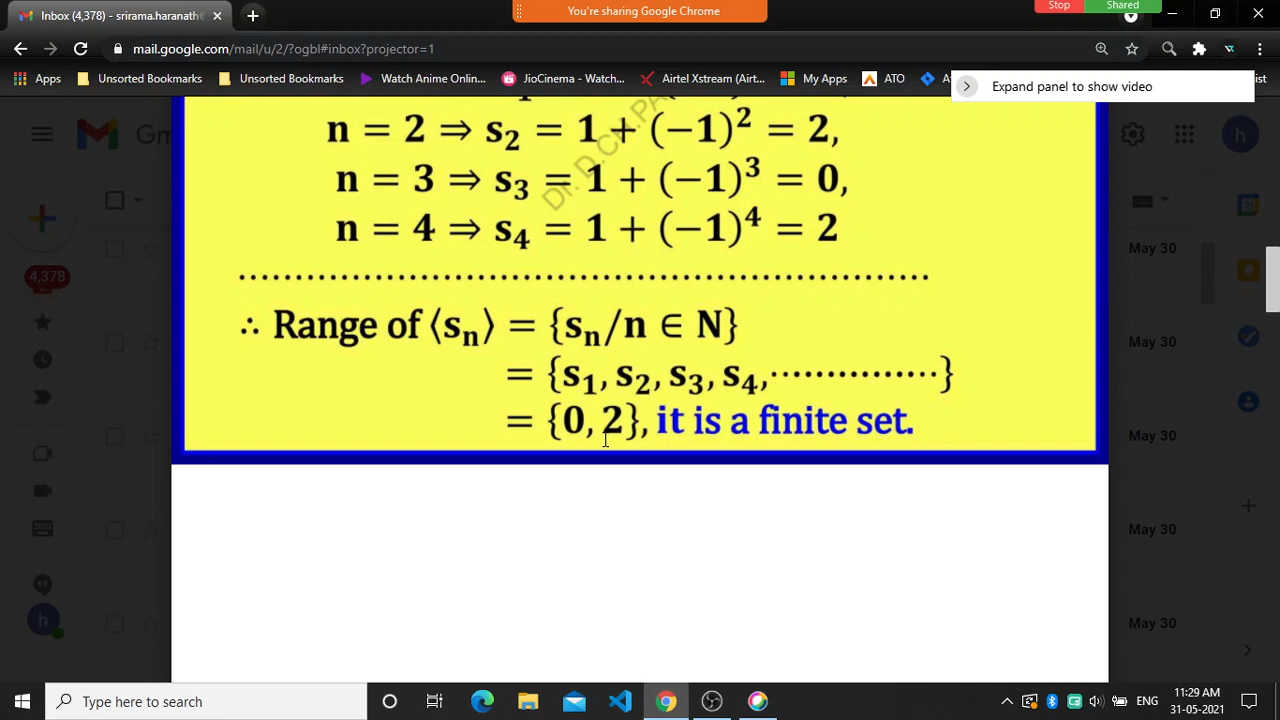 Inbox (4,378) - srirama.haranath
You're sharing Google Chrome
Stop
Shared
mail.google.com/mail/u/2/?ogbl#inbox?projector=1
Apps
Unsorted Bookmarks
Unsorted Bookmarks
Watch Anime Onlin...
JioCinema - Watch...
Airtel Xstream (Airt...
My Apps
ATO
Expand panel to show video
n = 2 ⇒ s₂ = 1 + (−1)² = 2,
n = 3 ⇒ s₃ = 1 + (−1)³ = 0,
n = 4 ⇒ s₄ = 1 + (−1)⁴ = 2
..............................................................
∴ Range of ⟨sₙ⟩ = {sₙ/n ∈ N}
= {s₁, s₂, s₃, s₄,⋯⋯⋯⋯⋯}
= {0, 2}, it is a finite set.
Dr. D.CH.PA
4,378
May 30
May 30
May 30
May 30
May 30
h
h
Type here to search
ENG
11:29 AM
31-05-2021